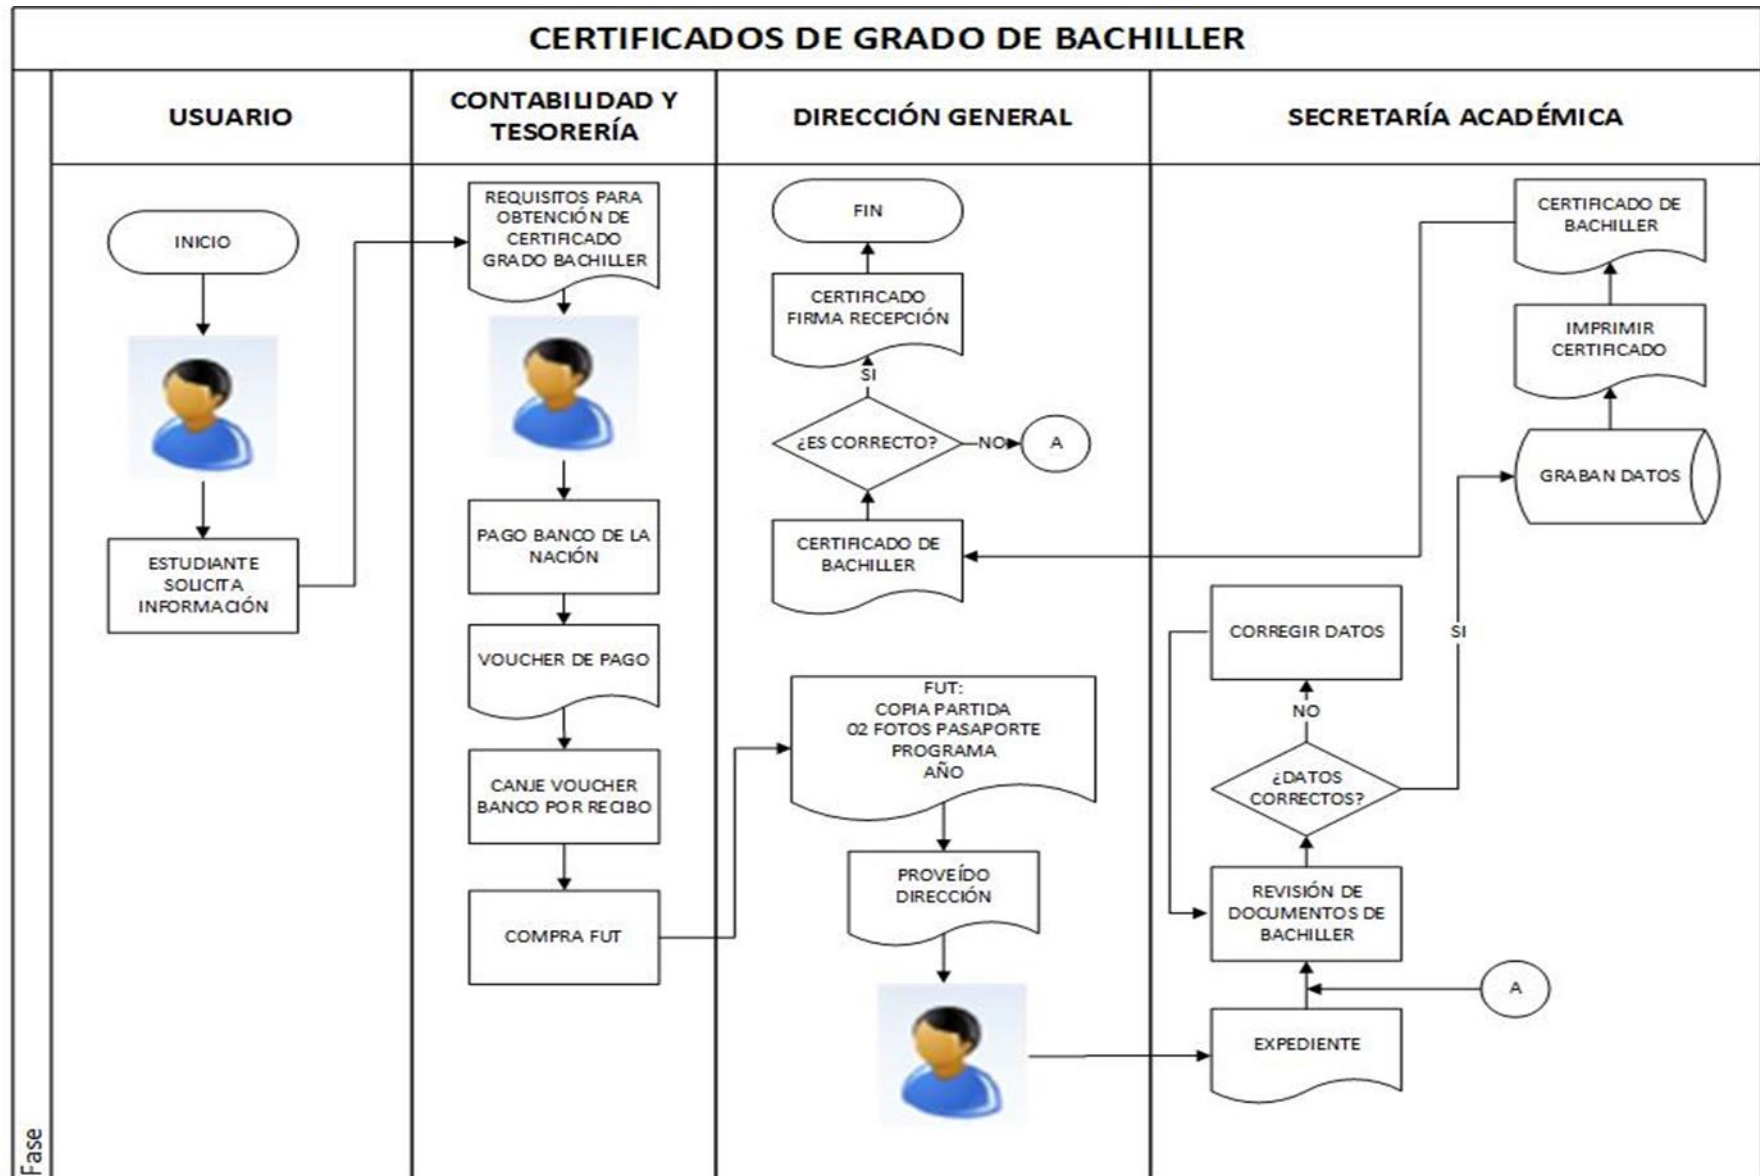 CERTIFICADOS DE GRADO DE BACHILLER
Fase
USUARIO
INICIO
ESTUDIANTE
SOLICITA
INFORMACIÓN
CONTABILIDAD Y
TESORERÍA
REQUISITOS PARA
OBTENCIÓN DE
CERTIFICADO
GRADO BACHILLER
PAGO BANCO DE LA
NACIÓN
VOUCHER DE PAGO
CANJE VOUCHER
BANCO POR RECIBO
COMPRA FUT
DIRECCIÓN GENERAL
FIN
CERTIFICADO
FIRMA RECEPCIÓN
SI
¿ES CORRECTO?
NO
A
CERTIFICADO DE
BACHILLER
FUT:
COPIA PARTIDA
02 FOTOS PASAPORTE
PROGRAMA
AÑO
PROVEÍDO
DIRECCIÓN
SECRETARÍA ACADÉMICA
CERTIFICADO DE
BACHILLER
IMPRIMIR
CERTIFICADO
GRABAN DATOS
CORREGIR DATOS
SI
NO
¿DATOS
CORRECTOS?
REVISIÓN DE
DOCUMENTOS DE
BACHILLER
A
EXPEDIENTE